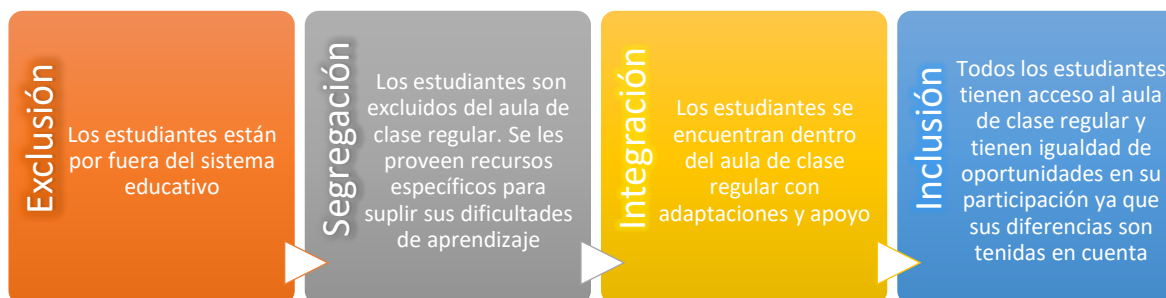 Exclusión
Los estudiantes están
por fuera del sistema
educativo
Segregación
Los estudiantes son
excluidos del aula de
clase regular. Se les
proveen recursos
específicos para
suplir sus dificultades
de aprendizaje
Integración
Los estudiantes se
encuentran dentro
del aula de clase
regular con
adaptaciones y apoyo
Inclusión
Todos los estudiantes
tienen acceso al aula
de clase regular y
tienen igualdad de
oportunidades en su
participación ya que
sus diferencias son
tenidas en cuenta